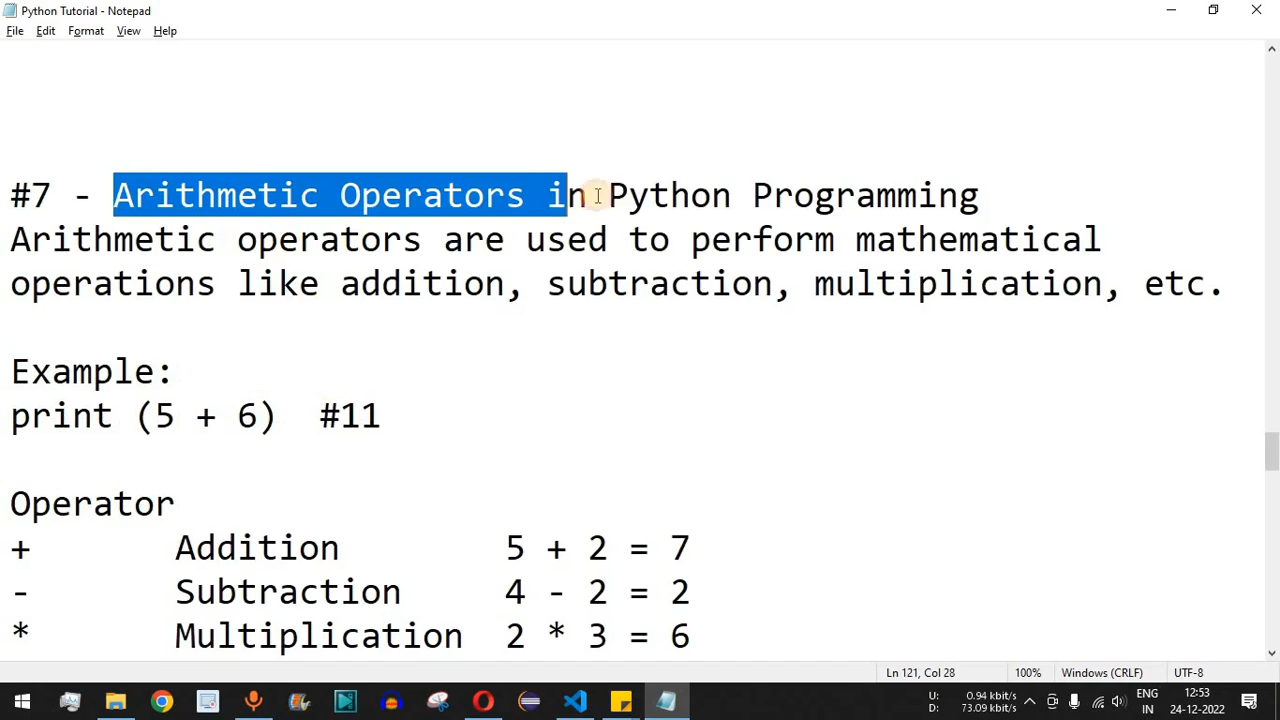 Python Tutorial - Notepad
File Edit Format View Help
#7 - Arithmetic Operators in Python Programming
Arithmetic operators are used to perform mathematical
operations like addition, subtraction, multiplication, etc.
Example:
print (5 + 6)  #11
Operator
+ Addition 5 + 2 = 7
- Subtraction 4 - 2 = 2
* Multiplication 2 * 3 = 6
Ln 121, Col 28 100% Windows (CRLF) UTF-8
U: 0.94 kbit/s ENG 12:53
D: 73.09 kbit/s IN 24-12-2022